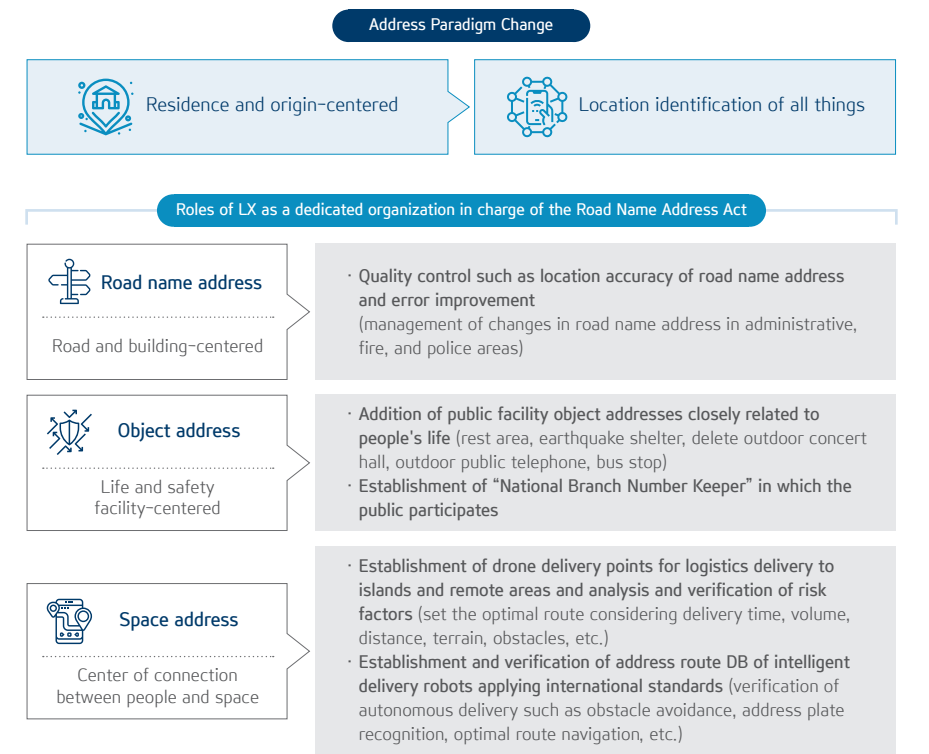 Address Paradigm Change
Residence and origin-centered
Location identification of all things
Roles of LX as a dedicated organization in charge of the Road Name Address Act
Road name address
Road and building-centered
· Quality control such as location accuracy of road name address
and error improvement
(management of changes in road name address in administrative,
fire, and police areas)
Object address
Life and safety
facility-centered
· Addition of public facility object addresses closely related to
people's life (rest area, earthquake shelter, delete outdoor concert
hall, outdoor public telephone, bus stop)
· Establishment of “National Branch Number Keeper” in which the
public participates
Space address
Center of connection
between people and space
· Establishment of drone delivery points for logistics delivery to
islands and remote areas and analysis and verification of risk
factors (set the optimal route considering delivery time, volume,
distance, terrain, obstacles, etc.)
· Establishment and verification of address route DB of intelligent
delivery robots applying international standards (verification of
autonomous delivery such as obstacle avoidance, address plate
recognition, optimal route navigation, etc.)